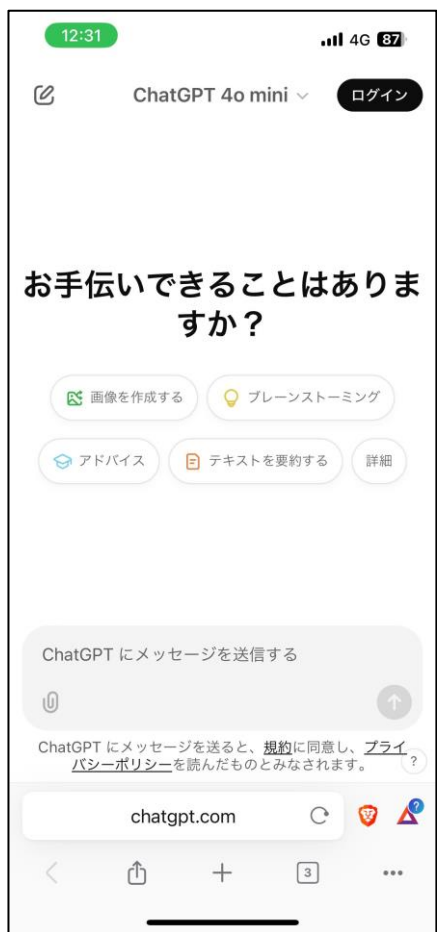 12:31
4G 87
ChatGPT 4o mini
ログイン
お手伝いできることはありま
すか？
画像を作成する
ブレーンストーミング
アドバイス
テキストを要約する
詳細
ChatGPT にメッセージを送信する
ChatGPT にメッセージを送ると、規約に同意し、プライ
バシーポリシーを読んだものとみなされます。
?
chatgpt.com
?
3